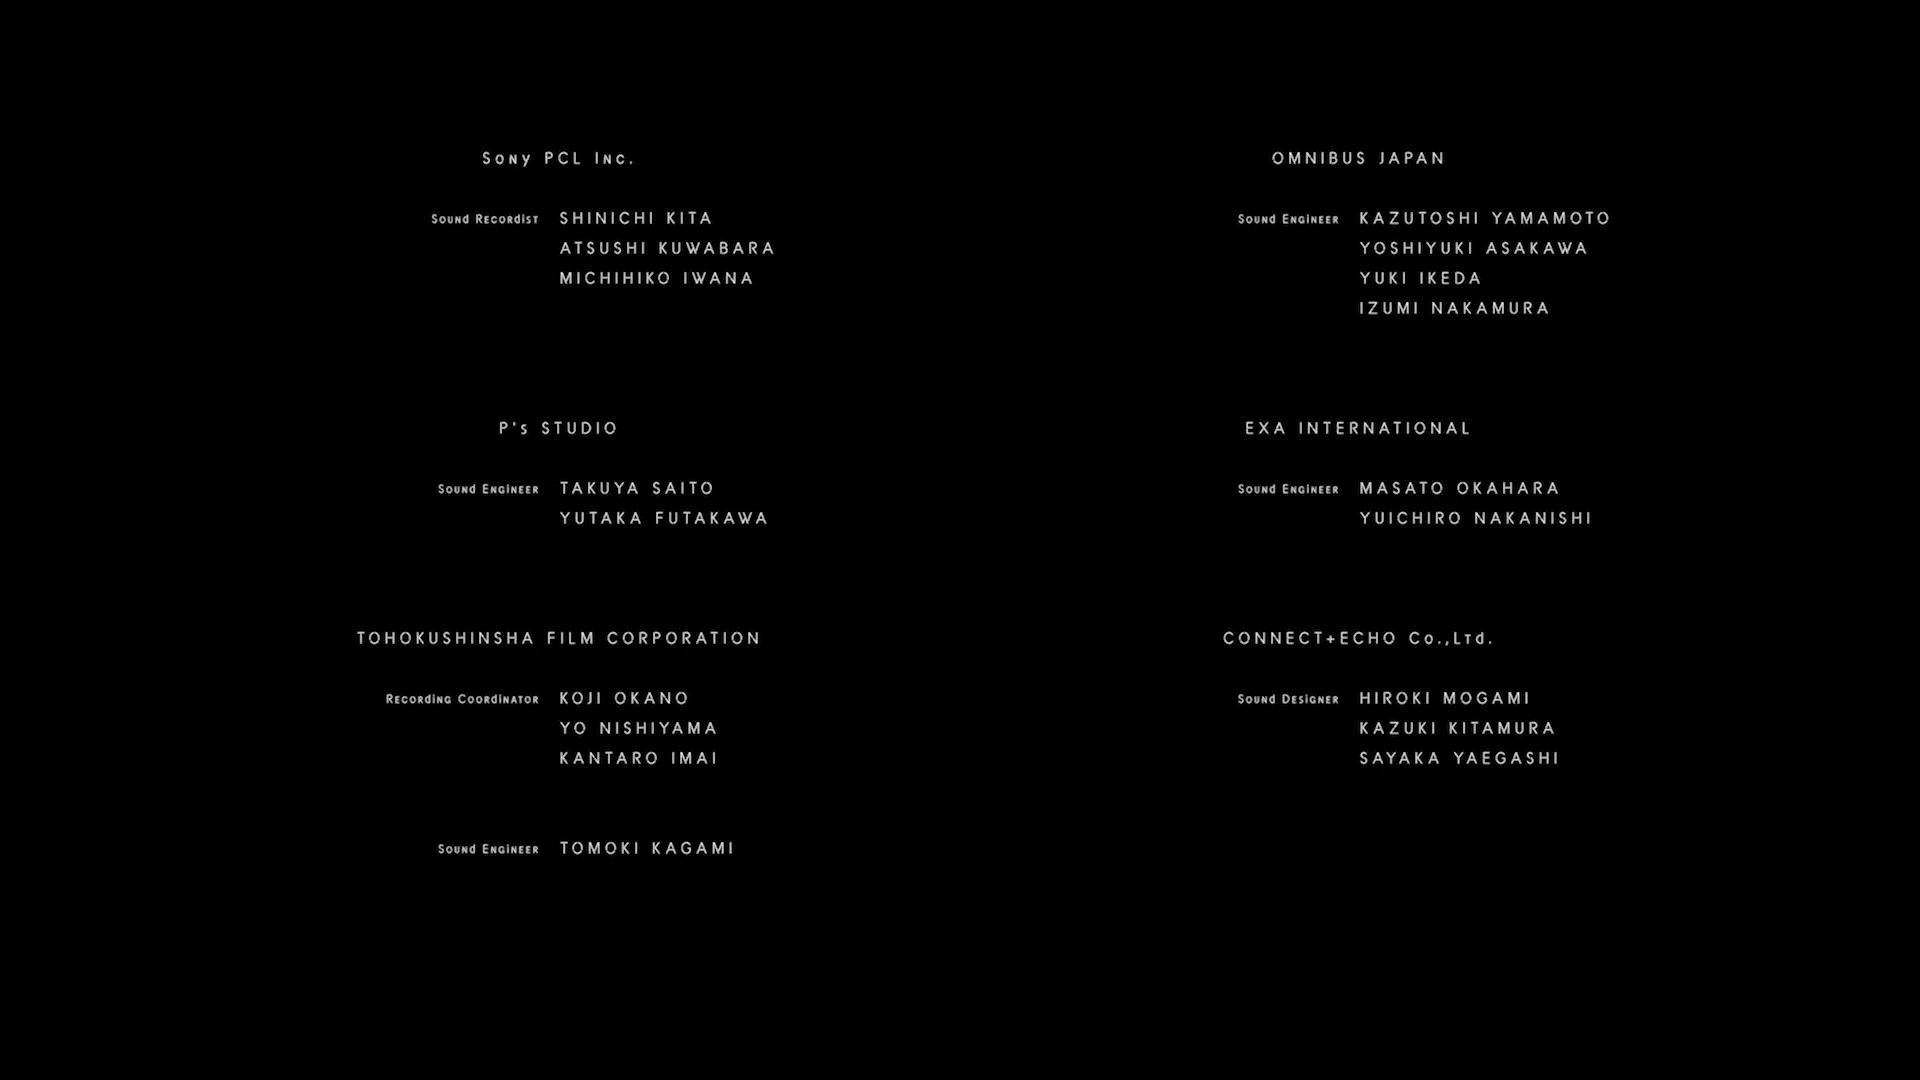 Sony PCL Inc.
Sound Recordist SHINICHI KITA
ATSUSHI KUWABARA
MICHIHIKO IWANA
OMNIBUS JAPAN
Sound Engineer KAZUTOSHI YAMAMOTO
YOSHIYUKI ASAKAWA
YUKI IKEDA
IZUMI NAKAMURA
P's STUDIO
Sound Engineer TAKUYA SAITO
YUTAKA FUTAKAWA
EXA INTERNATIONAL
Sound Engineer MASATO OKAHARA
YUICHIRO NAKANISHI
TOHOKUSHINSHA FILM CORPORATION
Recording Coordinator KOJI OKANO
YO NISHIYAMA
KANTARO IMAI
Sound Engineer TOMOKI KAGAMI
CONNECT+ECHO Co.,Ltd.
Sound Designer HIROKI MOGAMI
KAZUKI KITAMURA
SAYAKA YAEGASHI